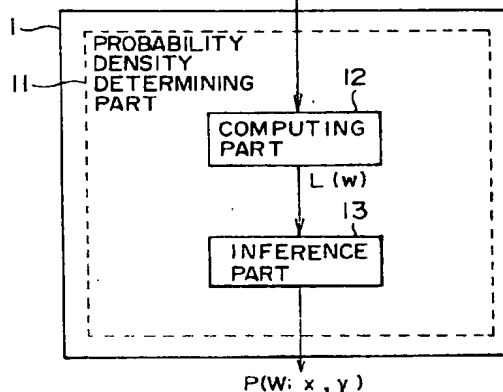 1
PROBABILITY
DENSITY
11 DETERMINING
PART
12
COMPUTING
PART
L (w)
13
INFERENCE
PART
P(W: x, y)